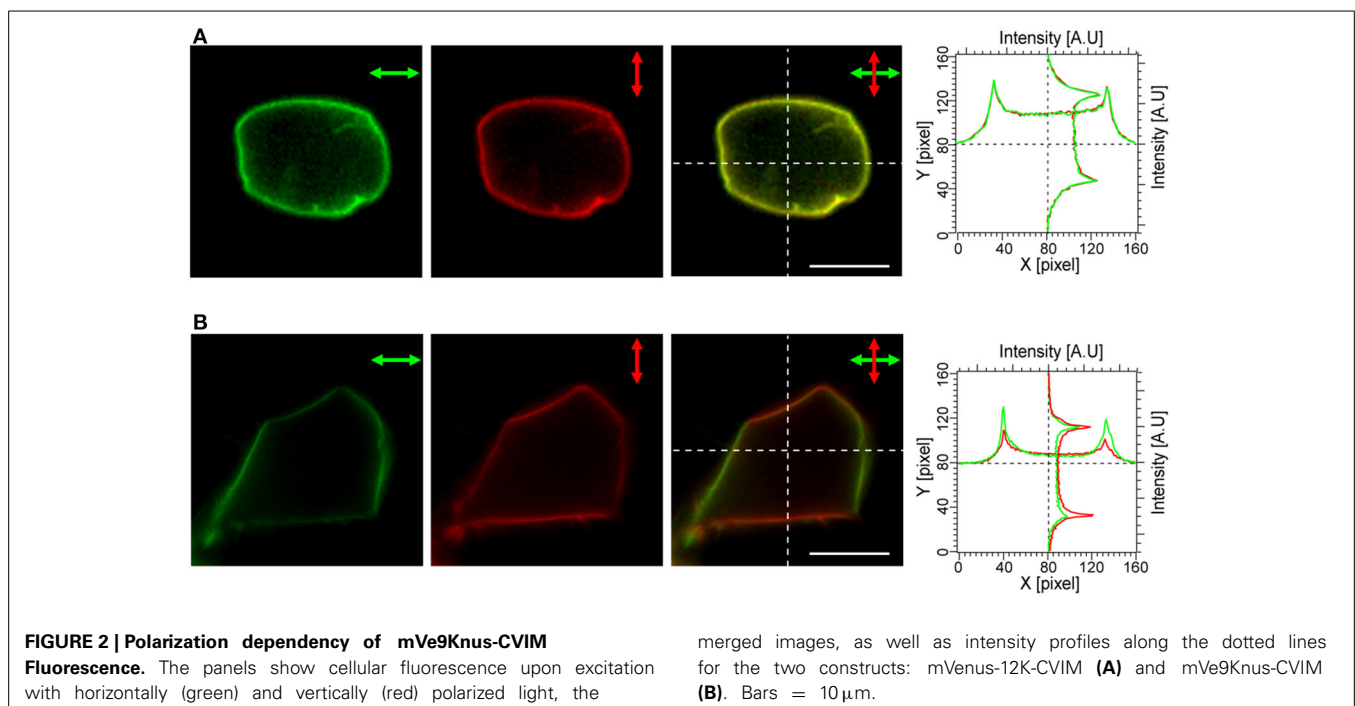 A
Intensity [A.U]
160
120
80
40
0
Y [pixel]
Intensity [A.U]
0 40 80 120 160
X [pixel]
B
Intensity [A.U]
160
120
80
40
0
Y [pixel]
Intensity [A.U]
0 40 80 120 160
X [pixel]
FIGURE 2 | Polarization dependency of mVe9Knus-CVIM
Fluorescence. The panels show cellular fluorescence upon excitation
with horizontally (green) and vertically (red) polarized light, the
merged images, as well as intensity profiles along the dotted lines
for the two constructs: mVenus-12K-CVIM (A) and mVe9Knus-CVIM
(B). Bars = 10 μm.